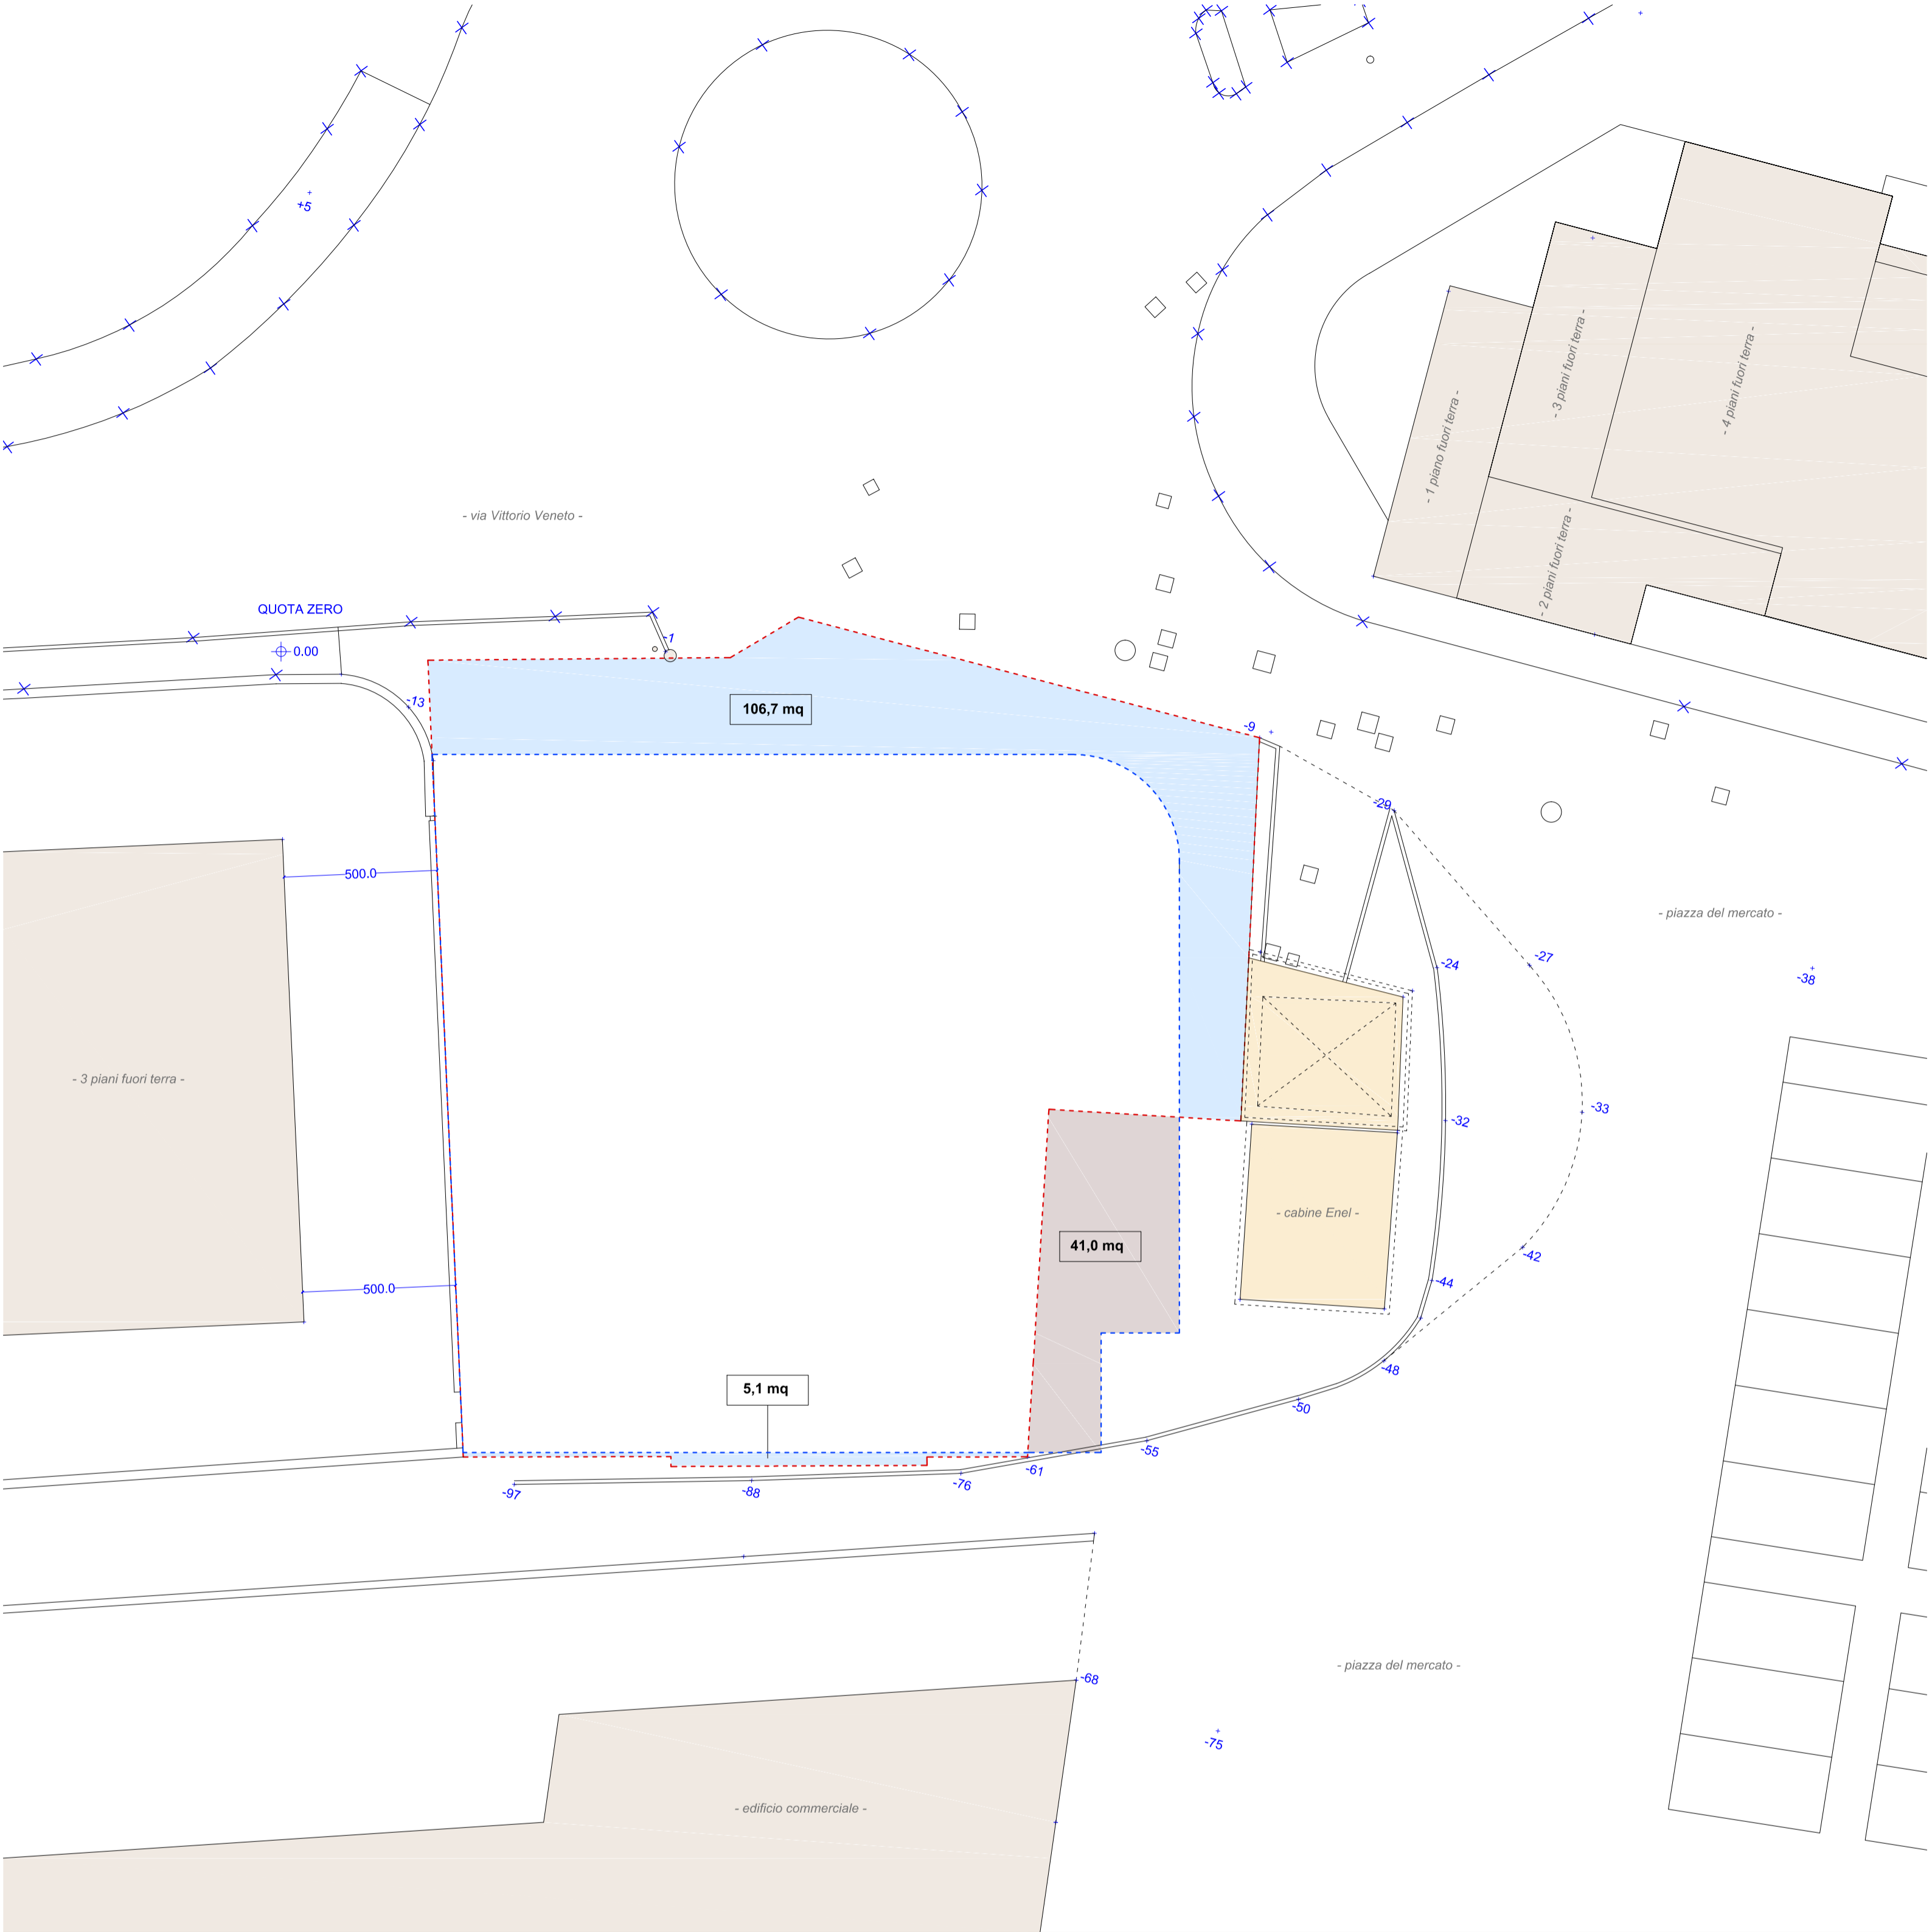 +5
- via Vittorio Veneto -
- 1 piano fuori terra -
- 3 piani fuori terra -
- 4 piani fuori terra -
- 2 piani fuori terra -
QUOTA ZERO
0.00
-1
-13
106,7 mq
-9
-29
500.0
- piazza del mercato -
-24
-27
-38
- 3 piani fuori terra -
-33
-32
- cabine Enel -
41,0 mq
-42
500.0
-44
-48
5,1 mq
-50
-55
-61
-76
-88
-97
- piazza del mercato -
-68
-75
- edificio commerciale -